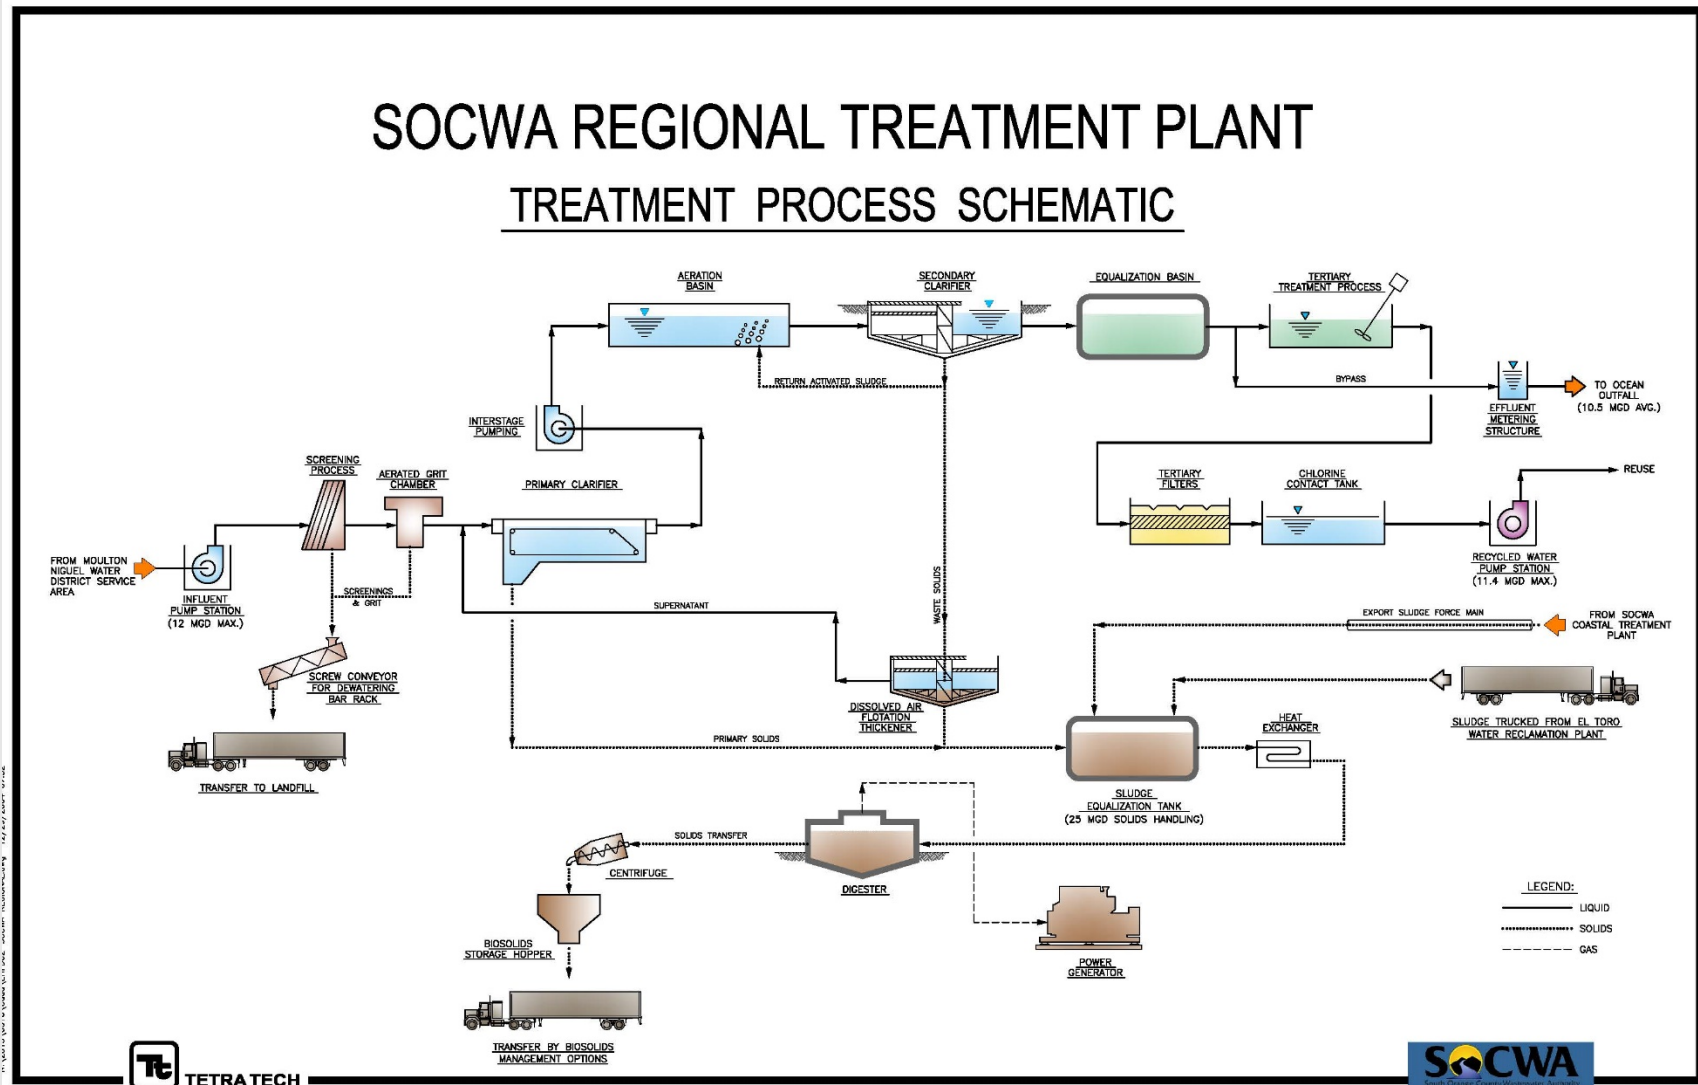 SOCWA REGIONAL TREATMENT PLANT
TREATMENT PROCESS SCHEMATIC
AERATION
BASIN
SECONDARY
CLARIFIER
EQUALIZATION BASIN
TERTIARY
TREATMENT PROCESS
RETURN ACTIVATED SLUDGE
BYPASS
TO OCEAN
OUTFALL
(10.5 MGD AVG.)
EFFLUENT
METERING
STRUCTURE
INTERSTAGE
PUMPING
SCREENING
PROCESS
AERATED GRIT
CHAMBER
PRIMARY CLARIFIER
TERTIARY
FILTERS
CHLORINE
CONTACT TANK
REUSE
FROM MOULTON
NIGUEL WATER
DISTRICT SERVICE
AREA
INFLUENT
PUMP STATION
(12 MGD MAX.)
SCREENINGS
& GRIT
SUPERNATANT
WASTE SOLIDS
RECYCLED WATER
PUMP STATION
(11.4 MGD MAX.)
EXPORT SLUDGE FORCE MAIN
FROM SOCWA
COASTAL TREATMENT
PLANT
SCREW CONVEYOR
FOR DEWATERING
BAR RACK
DISSOLVED AIR
FLOTATION
THICKENER
HEAT
EXCHANGER
SLUDGE TRUCKED FROM EL TORO
WATER RECLAMATION PLANT
PRIMARY SOLIDS
TRANSFER TO LANDFILL
SLUDGE
EQUALIZATION TANK
(25 MGD SOLIDS HANDLING)
SOLIDS TRANSFER
CENTRIFUGE
DIGESTER
LEGEND:
LIQUID
SOLIDS
GAS
BIOSOLIDS
STORAGE HOPPER
POWER
GENERATOR
TRANSFER BY BIOSOLIDS
MANAGEMENT OPTIONS
Tt
TETRA TECH
SOCWA
South Orange County Wastewater Authority